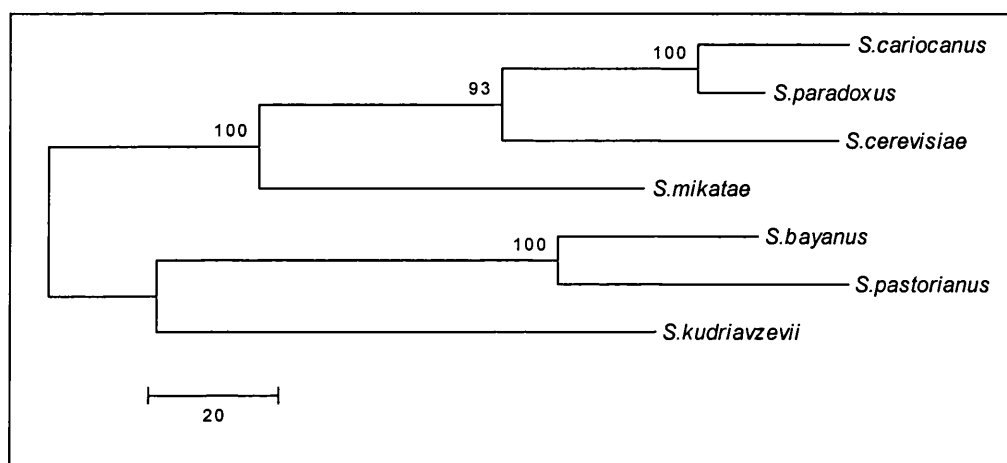 S.cariocanus
100
S.paradoxus
93
S.cerevisiae
100
S.mikatae
S.bayanus
100
S.pastorianus
S.kudriavzevii
20